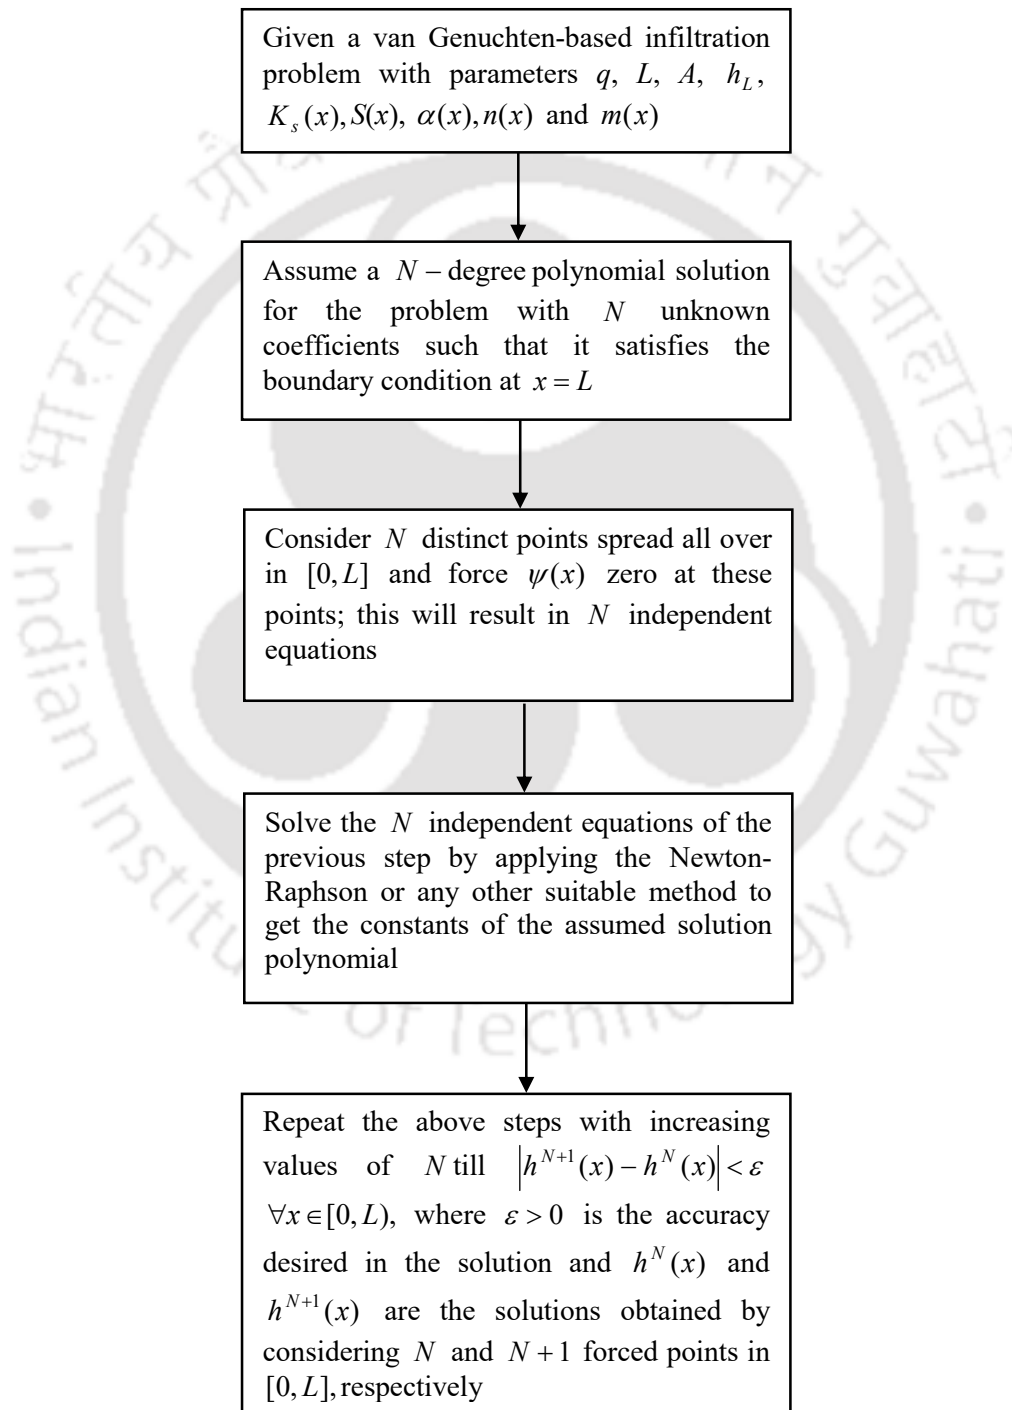 Given a van Genuchten-based infiltration
problem with parameters q, L, A, h_L,
K_s(x), S(x), α(x), n(x) and m(x)
Assume a N – degree polynomial solution
for the problem with N unknown
coefficients such that it satisfies the
boundary condition at x = L
Consider N distinct points spread all over
in [0, L] and force ψ(x) zero at these
points; this will result in N independent
equations
Solve the N independent equations of the
previous step by applying the Newton-
Raphson or any other suitable method to
get the constants of the assumed solution
polynomial
Repeat the above steps with increasing
values of N till |h^{N+1}(x) – h^N(x)| < ε
∀x ∈ [0, L), where ε > 0 is the accuracy
desired in the solution and h^N(x) and
h^{N+1}(x) are the solutions obtained by
considering N and N + 1 forced points in
[0, L], respectively
Indian Institute of Technology Guwahati